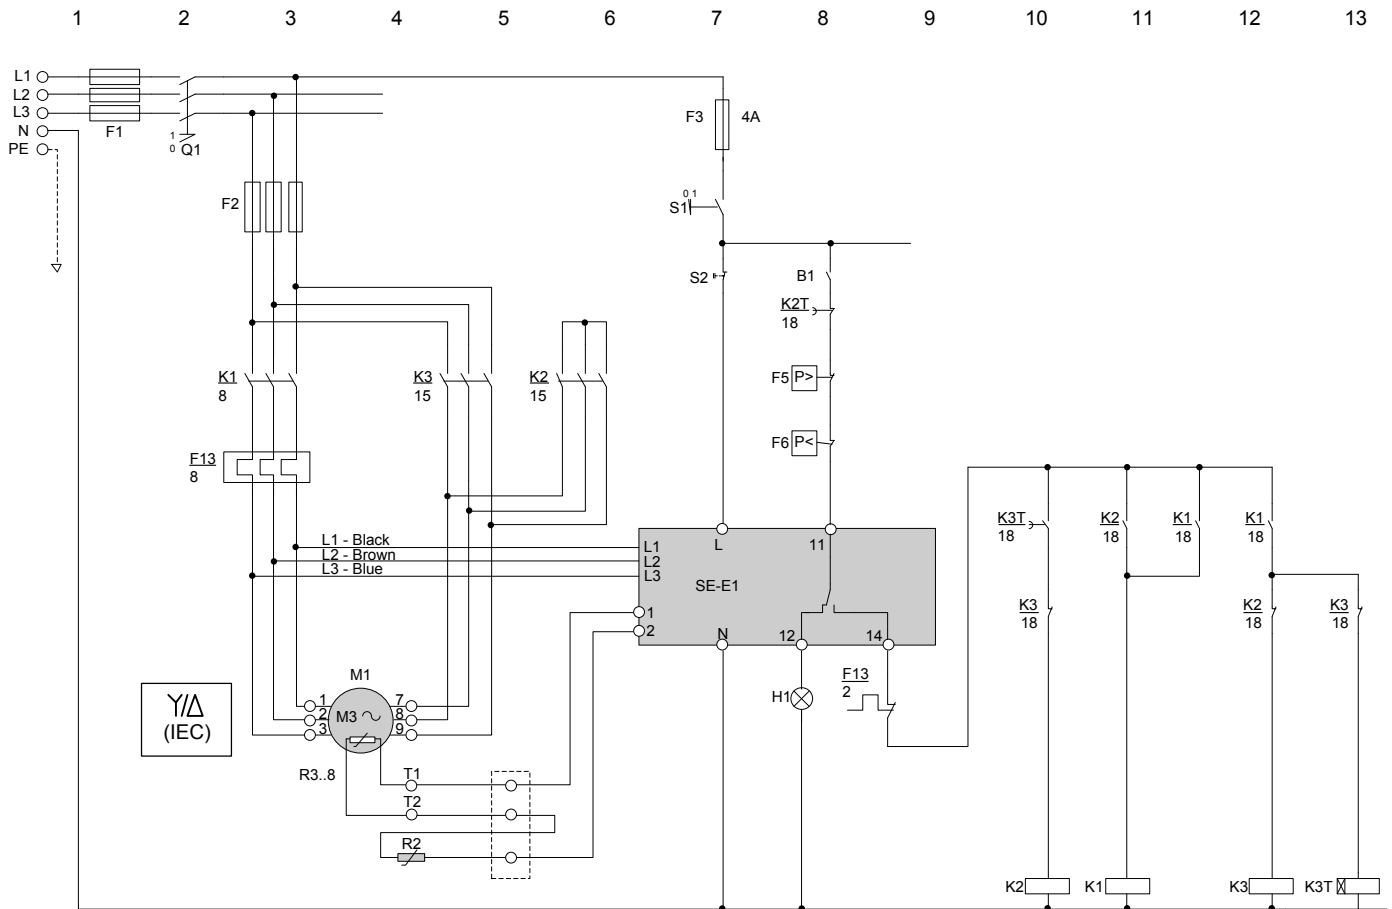 1 2 3 4 5 6 7 8 9 10 11 12 13
L1
L2
L3
N
PE
F1
1
0 Q1
F3 4A
F2
0 1
S1
S2
B1
K2T
18
K1
8
K3
15
K2
15
F5 P>
F6 P<
F13
8
L1 - Black
L2 - Brown
L3 - Blue
L1
L2
L3
L
11
SE-E1
1
2
N
12
14
K3T
18
K2
18
K1
18
K1
18
K3
18
K2
18
K3
18
F13
2
H1
Y/Δ
(IEC)
M1
M3
1
2
3
7
8
9
R3..8
T1
T2
R2
K2
K1
K3
K3T